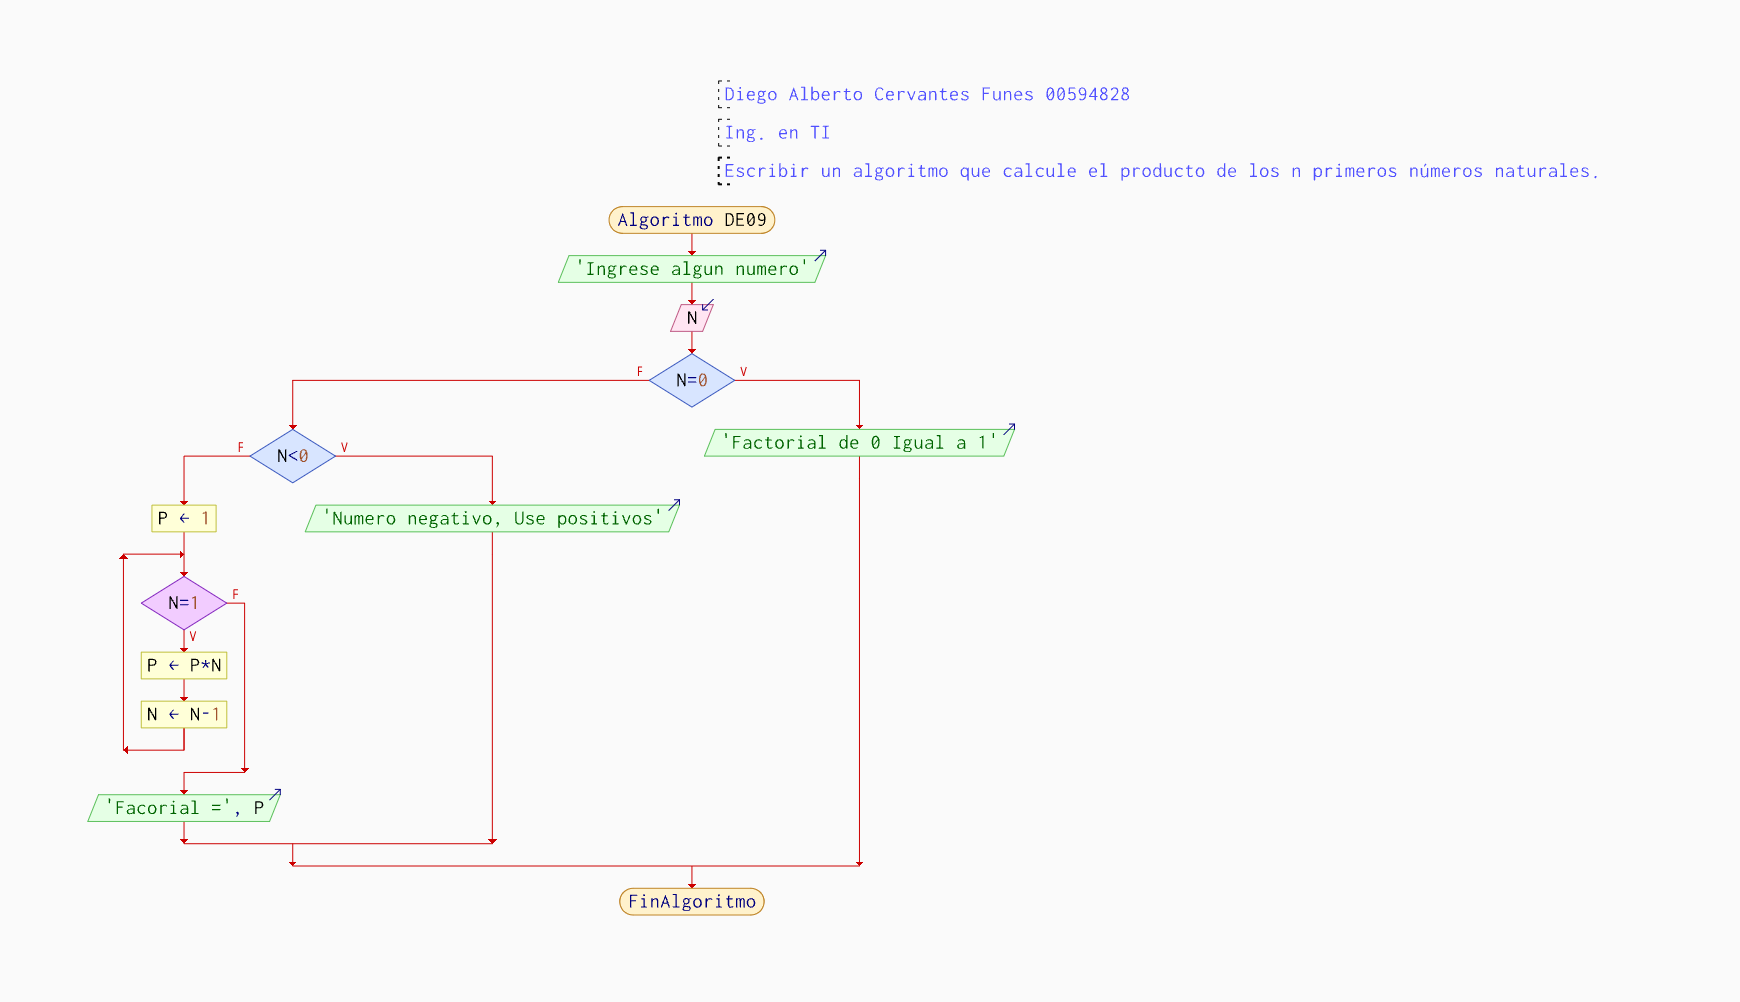 Diego Alberto Cervantes Funes 00594828
Ing. en TI
Escribir un algoritmo que calcule el producto de los n primeros números naturales.
Algoritmo DE09
'Ingrese algun numero'
N
F
V
N=0
'Factorial de 0 Igual a 1'
F
V
N<0
P ← 1
'Numero negativo, Use positivos'
F
N=1
V
P ← P*N
N ← N-1
'Facorial =', P
FinAlgoritmo